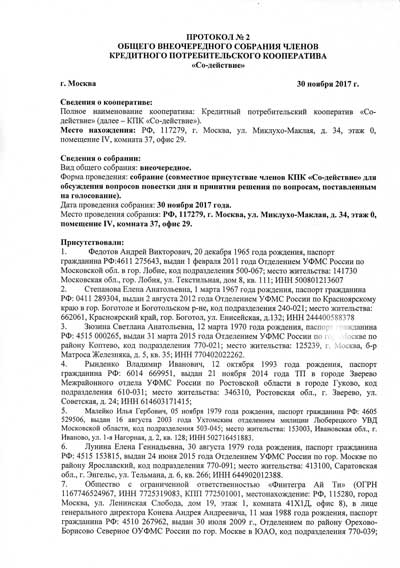 ПРОТОКОЛ № 2
ОБЩЕГО ВНЕОЧЕРЕДНОГО СОБРАНИЯ ЧЛЕНОВ
КРЕДИТНОГО ПОТРЕБИТЕЛЬСКОГО КООПЕРАТИВА
«Со-действие»
г. Москва 30 ноября 2017 г.
Сведения о кооперативе:
Полное наименование кооператива: Кредитный потребительский кооператив «Со-
действие» (далее – КПК «Со-действие»).
Место нахождения: РФ, 117279, г. Москва, ул. Миклухо-Маклая, д. 34, этаж 0,
помещение IV, комната 37, офис 29.
Сведения о собрании:
Вид общего собрания: внеочередное.
Форма проведения: собрание (совместное присутствие членов КПК «Со-действие» для
обсуждения вопросов повестки дня и принятия решения по вопросам, поставленным
на голосование).
Дата проведения собрания: 30 ноября 2017 года.
Место проведения собрания: РФ, 117279, г. Москва, ул. Миклухо-Маклая, д. 34, этаж 0,
помещение IV, комната 37, офис 29.
Присутствовали:
1. Федотов Андрей Викторович, 20 декабря 1965 года рождения, паспорт
гражданина РФ:4611 275643, выдан 1 февраля 2011 года Отделением УФМС России по
Московской обл. в гор. Лобне, код подразделения 500-067; место жительства: 141730
Московская обл., гор. Лобня, ул. Текстильная, дом 8, кв. 111; ИНН 500801213607
2. Степанова Елена Анатольевна, 1 марта 1967 года рождения, паспорт гражданина
РФ: 0411 289304, выдан 2 августа 2012 года Отделением УФМС России по Красноярскому
краю в гор. Боготоле и Боготольском р-не, код подразделения 240-021; место жительства:
662061, Красноярский край, гор. Боготол, ул. Енисейская, д.132; ИНН 244400588378
3. Зюзина Светлана Анатольевна, 12 марта 1970 года рождения, паспорт гражданина
РФ: 4515 000265, выдан 31 марта 2015 года Отделением УФМС России по гор. Москве по
району Коптево, код подразделения 770-021; место жительства: 125239, г. Москва, б-р
Матроса Железняка, д. 5, кв. 35; ИНН 770402022262.
4. Рынденко Владимир Иванович, 12 октября 1993 года рождения, паспорт
гражданина РФ: 6014 669951, выдан 21 ноября 2014 года ТП в городе Зверево
Межрайонного отдела УФМС России по Ростовской области в городе Гуково, код
подразделения 610-031; место жительства: 346310, Ростовская обл., г. Зверево, ул.
Советская, д. 24; ИНН 614603171415;
5. Малейко Илья Гербович, 05 ноября 1979 года рождения, паспорт гражданина РФ: 4605
529506, выдан 16 августа 2003 года Ухтомским отделением милиции Люберецкого УВД
Московской области, код подразделения 503-045; место жительства: 153003, Ивановская обл., г.
Иваново, ул. 1-я Нагорная, д. 2, кв. 128; ИНН 502716451883.
6. Лунина Елена Геннадьевна, 30 августа 1979 года рождения, паспорт гражданина
РФ: 4515 153815, выдан 24 июня 2015 года Отделением УФМС России по гор. Москве по
району Ярославский, код подразделения 770-091; место жительства: 413100, Саратовская
обл., г. Энгельс, ул. Тельмана, д. 6, кв. 266; ИНН 644902012388.
7. Общество с ограниченной ответственностью «Финтегра Ай Ти» (ОГРН
1167746524967, ИНН 7725319083, КПП 772501001, местонахождение: РФ, 115280, город
Москва, ул. Ленинская Слобода, дом 19, этаж 1, комната 41Х1Д, офис 8), в лице
генерального директора Конева Андрея Андреевича, 11 мая 1988 года рождения, паспорт
гражданина РФ: 4510 267962, выдан 30 июля 2009 г., Отделением по району Орехово-
Борисово Северное ОУФМС России по гор. Москве в ЮАО, код подразделения 770-039;